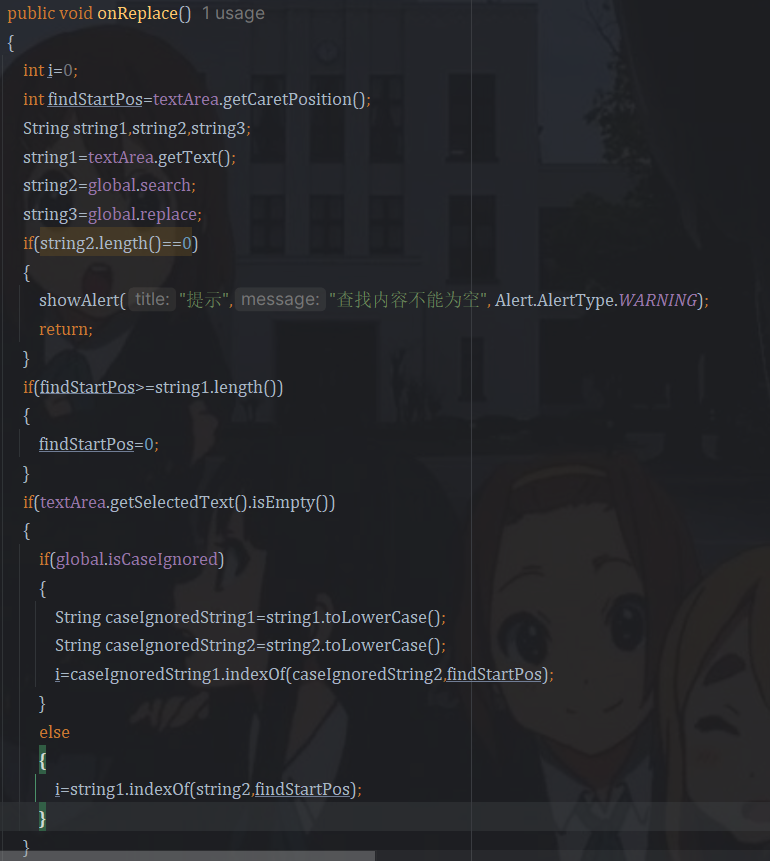 public void onReplace() 1 usage
{
int i=0;
int findStartPos=textArea.getCaretPosition();
String string1,string2,string3;
string1=textArea.getText();
string2=global.search;
string3=global.replace;
if(string2.length()==0)
{
showAlert( title: "提示", message: "查找内容不能为空", Alert.AlertType.WARNING);
return;
}
if(findStartPos>=string1.length())
{
findStartPos=0;
}
if(textArea.getSelectedText().isEmpty())
{
if(global.isCaseIgnored)
{
String caseIgnoredString1=string1.toLowerCase();
String caseIgnoredString2=string2.toLowerCase();
i=caseIgnoredString1.indexOf(caseIgnoredString2,findStartPos);
}
else
{
i=string1.indexOf(string2,findStartPos);
}
}